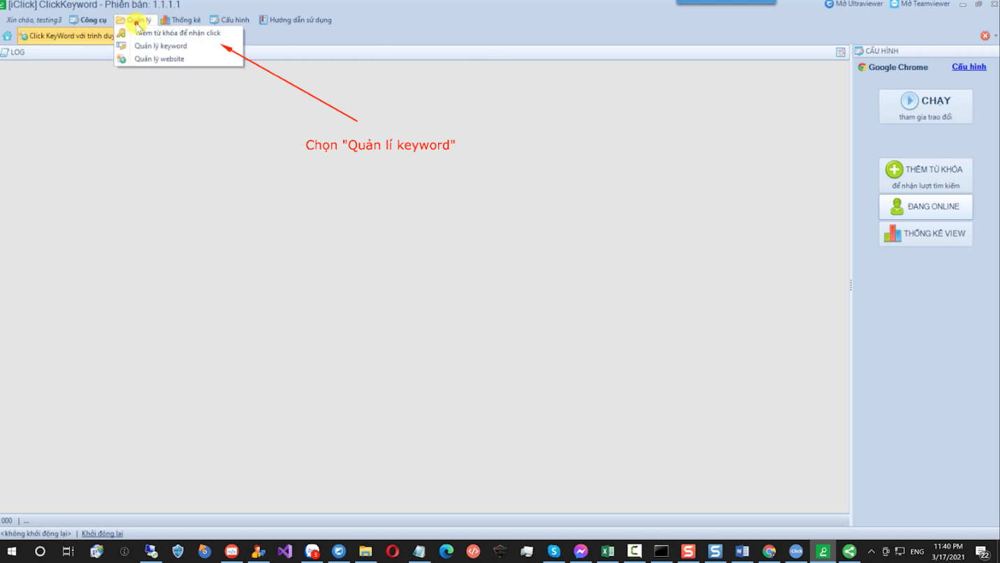 [iClick] ClickKeyword - Phiên bản: 1.1.1.1
Mở Ultraviewer
Mở Teamviewer
Xin chào, testing3
Công cụ
Quản lý
Thống kê
Cấu hình
Hướng dẫn sử dụng
Click KeyWord với trình duy
Thêm từ khóa để nhận click
Quản lý keyword
Quản lý website
LOG
CẤU HÌNH
Google Chrome
Cấu hình
CHẠY
tham gia trao đổi
Chọn "Quản lí keyword"
THÊM TỪ KHÓA
để nhận lượt tìm kiếm
ĐANG ONLINE
THỐNG KÊ VIEW
000 | ...
<không khởi động lại> | Khởi động lại
ENG
11:40 PM
3/17/2021
22